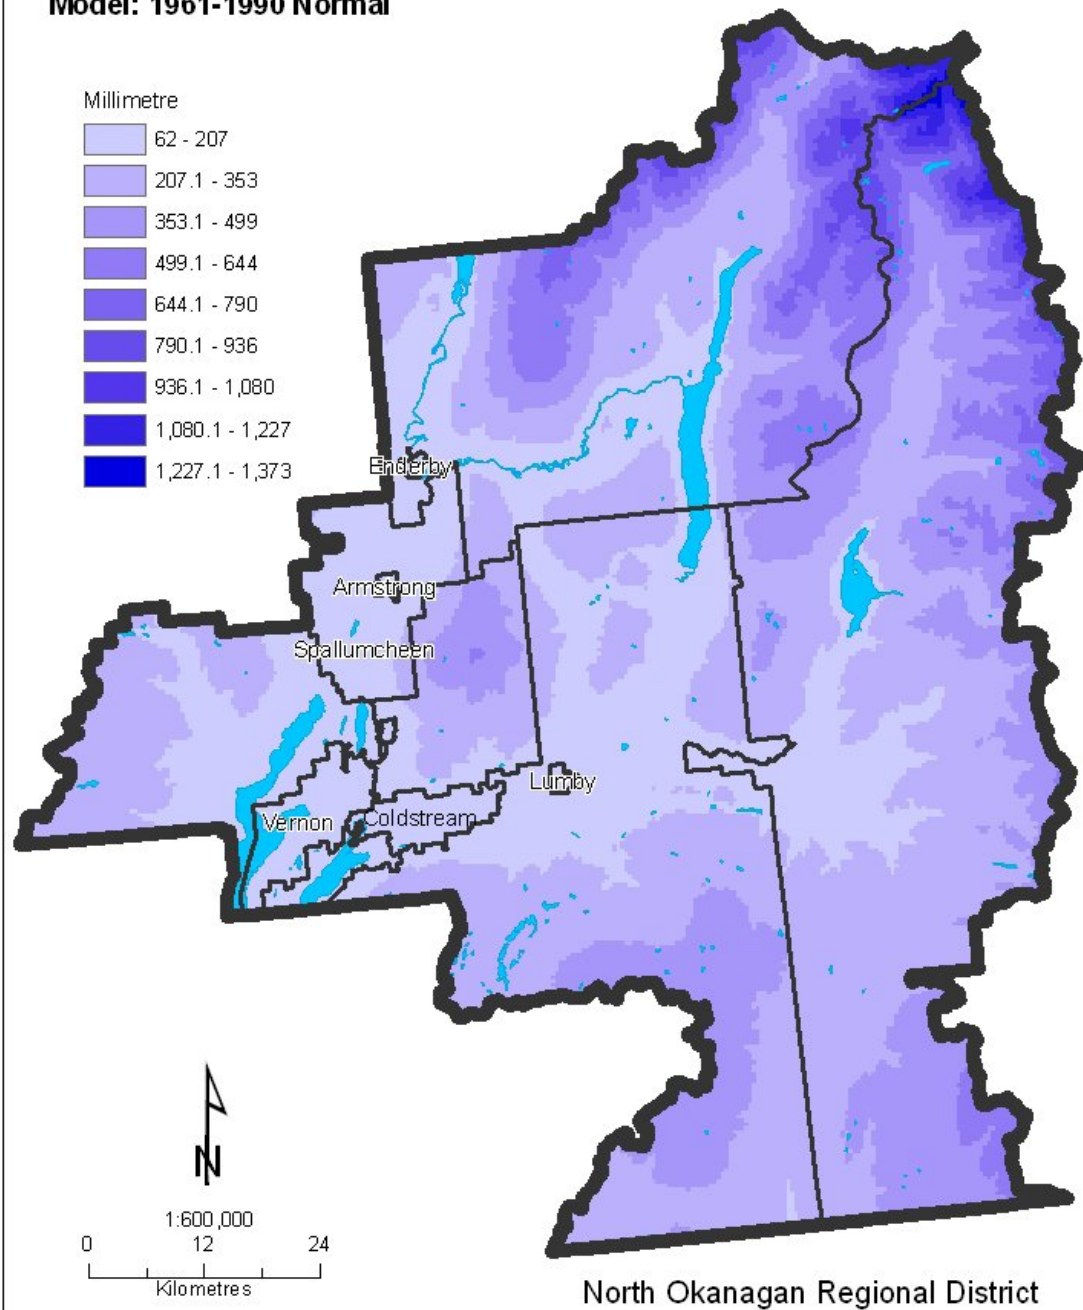 Model: 1961-1990 Normal
Millimetre
62 - 207
207.1 - 353
353.1 - 499
499.1 - 644
644.1 - 790
790.1 - 936
936.1 - 1,080
1,080.1 - 1,227
1,227.1 - 1,373
Enderby
Armstrong
Spallumcheen
Lumby
Vernon
Coldstream
N
1:600,000
0 12 24
Kilometres
North Okanagan Regional District